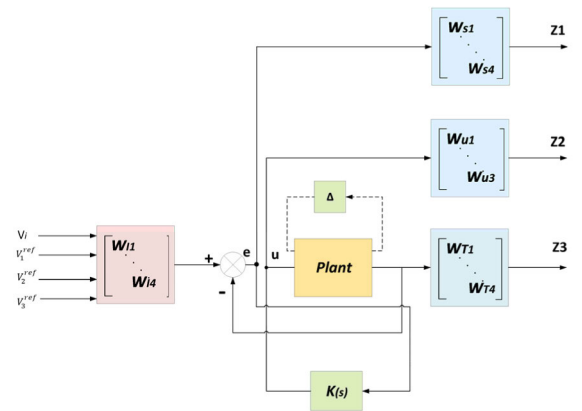 Ws1
Ws4
Z1
Wu1
Wu3
Z2
Δ
Vi
V₁ʳᵉᶠ
V₂ʳᵉᶠ
V₃ʳᵉᶠ
WI1
Wi4
+
-
e
u
Plant
WT1
WT4
Z3
K(s)